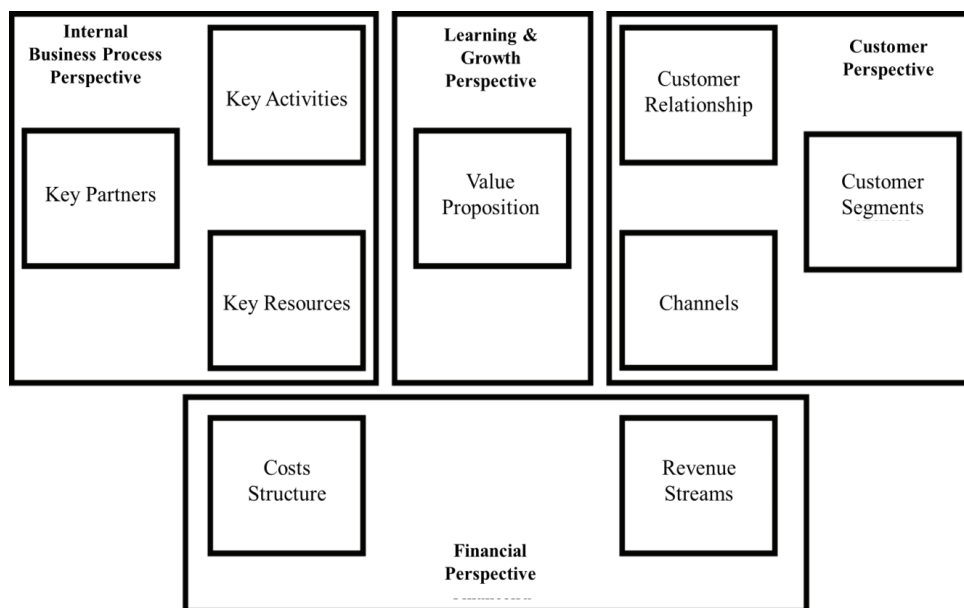 Internal
Business Process
Perspective
Key Activities
Key Partners
Key Resources
Learning &
Growth
Perspective
Value
Proposition
Customer
Perspective
Customer
Relationship
Customer
Segments
Channels
Costs
Structure
Revenue
Streams
Financial
Perspective